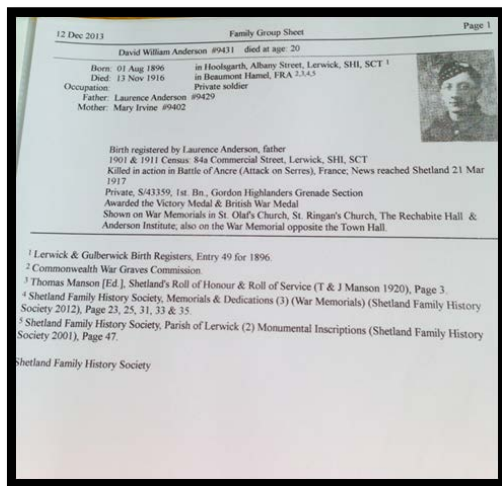 12 Dec 2013
Family Group Sheet
Page 1
David William Anderson #9431 died at age: 20
Born: 01 Aug 1896 in Hoolsgarth, Albany Street, Lerwick, SHI, SCT 1
Died: 13 Nov 1916 in Beaumont Hamel, FRA 2,3,4,5
Occupation: Private soldier
Father: Laurence Anderson #9429
Mother: Mary Irvine #9402
Birth registered by Laurence Anderson, father
1901 & 1911 Census: 84a Commercial Street, Lerwick, SHI, SCT
Killed in action in Battle of Ancre (Attack on Serres), France; News reached Shetland 21 Mar
1917
Private, S/43359, 1st. Bn., Gordon Highlanders Grenade Section
Awarded the Victory Medal & British War Medal
Shown on War Memorials in St. Olaf's Church, St. Ringan's Church, The Rechabite Hall &
Anderson Institute; also on the War Memorial opposite the Town Hall.
1 Lerwick & Gulberwick Birth Registers, Entry 49 for 1896.
2 Commonwealth War Graves Commission.
3 Thomas Manson [Ed.], Shetland's Roll of Honour & Roll of Service (T & J Manson 1920), Page 3.
4 Shetland Family History Society, Memorials & Dedications (3) (War Memorials) (Shetland Family History
Society 2012), Page 23, 25, 31, 33 & 35.
5 Shetland Family History Society, Parish of Lerwick (2) Monumental Inscriptions (Shetland Family History
Society 2001), Page 47.
Shetland Family History Society